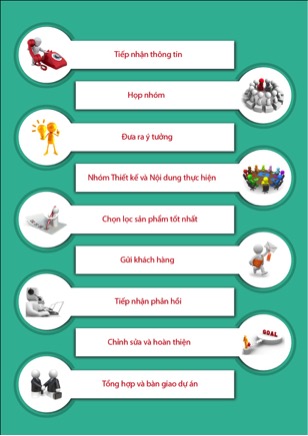 Tiếp nhận thông tin
Họp nhóm
Đưa ra ý tưởng
Nhóm Thiết kế và Nội dung thực hiện
Chọn lọc sản phẩm tốt nhất
Gửi khách hàng
Tiếp nhận phản hồi
GOAL
Chỉnh sửa và hoàn thiện
Tổng hợp và bàn giao dự án